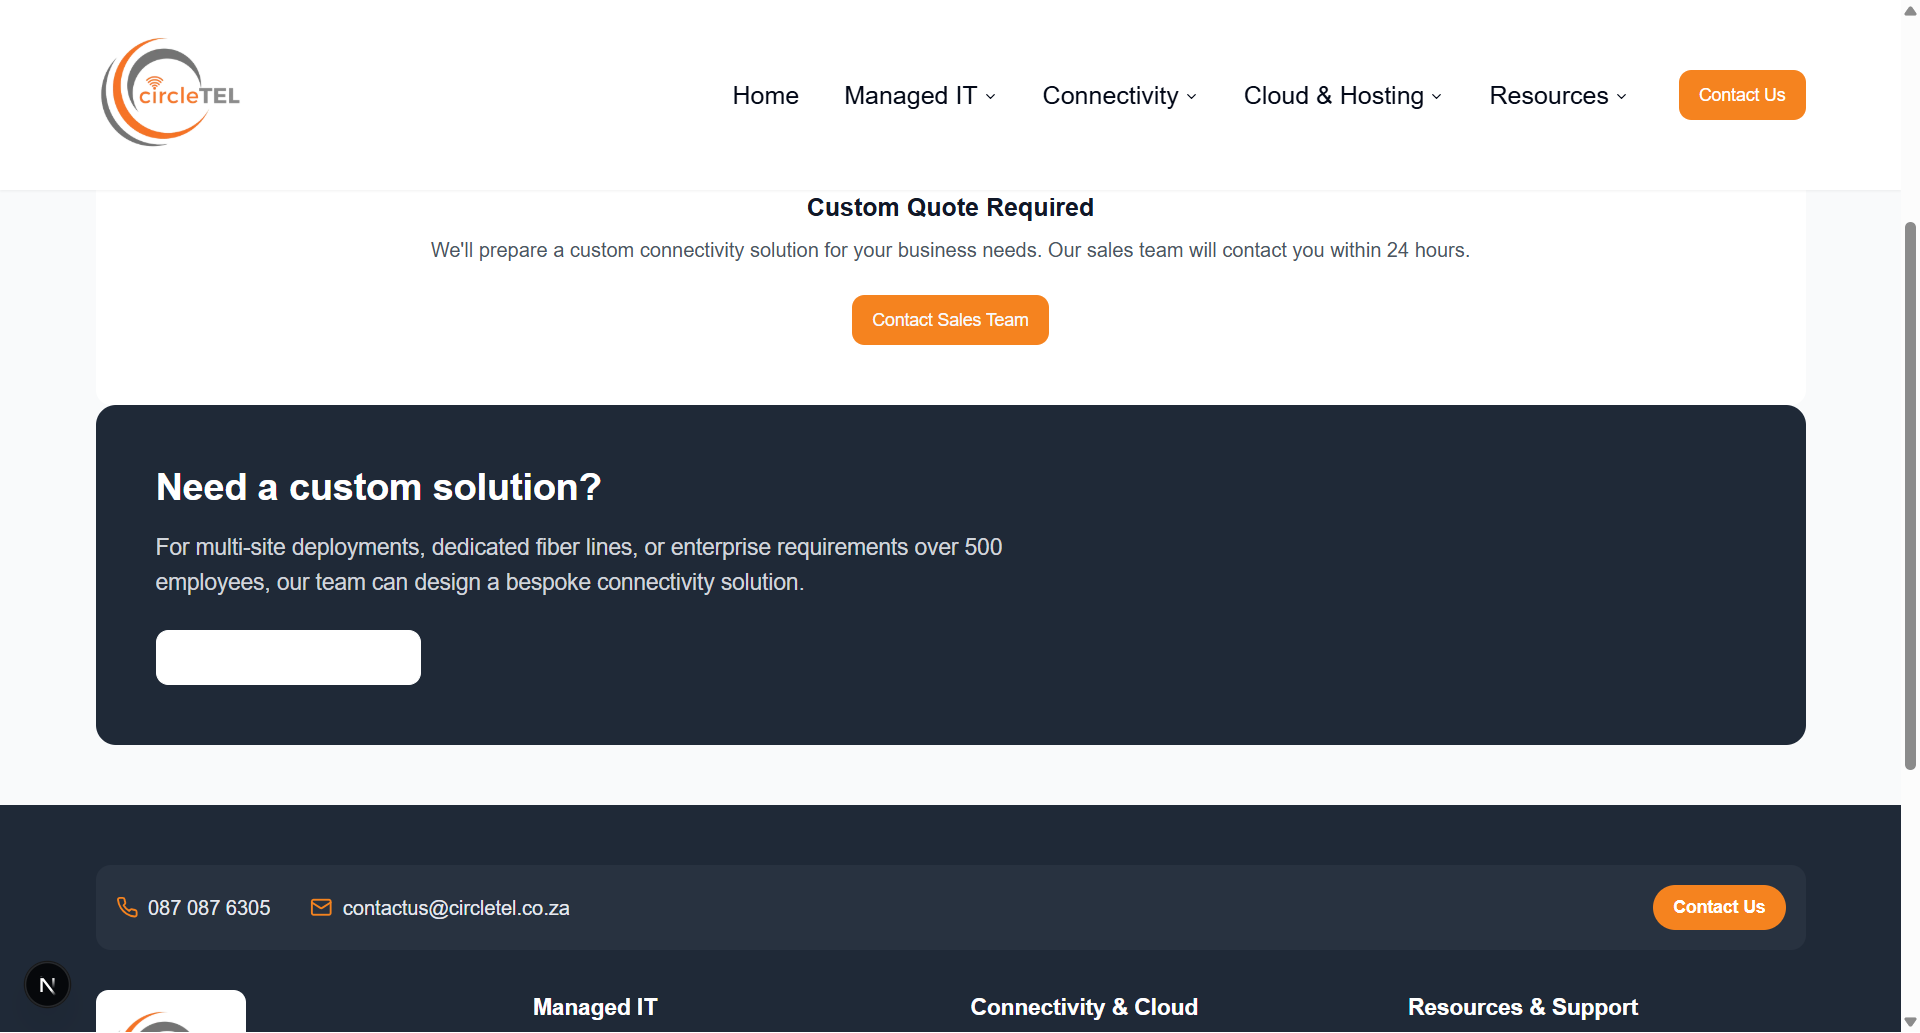 circleTEL
Home
Managed IT
Connectivity
Cloud & Hosting
Resources
Contact Us
Custom Quote Required
We'll prepare a custom connectivity solution for your business needs. Our sales team will contact you within 24 hours.
Contact Sales Team
Need a custom solution?
For multi-site deployments, dedicated fiber lines, or enterprise requirements over 500
employees, our team can design a bespoke connectivity solution.
087 087 6305
contactus@circletel.co.za
Contact Us
N
Managed IT
Connectivity & Cloud
Resources & Support